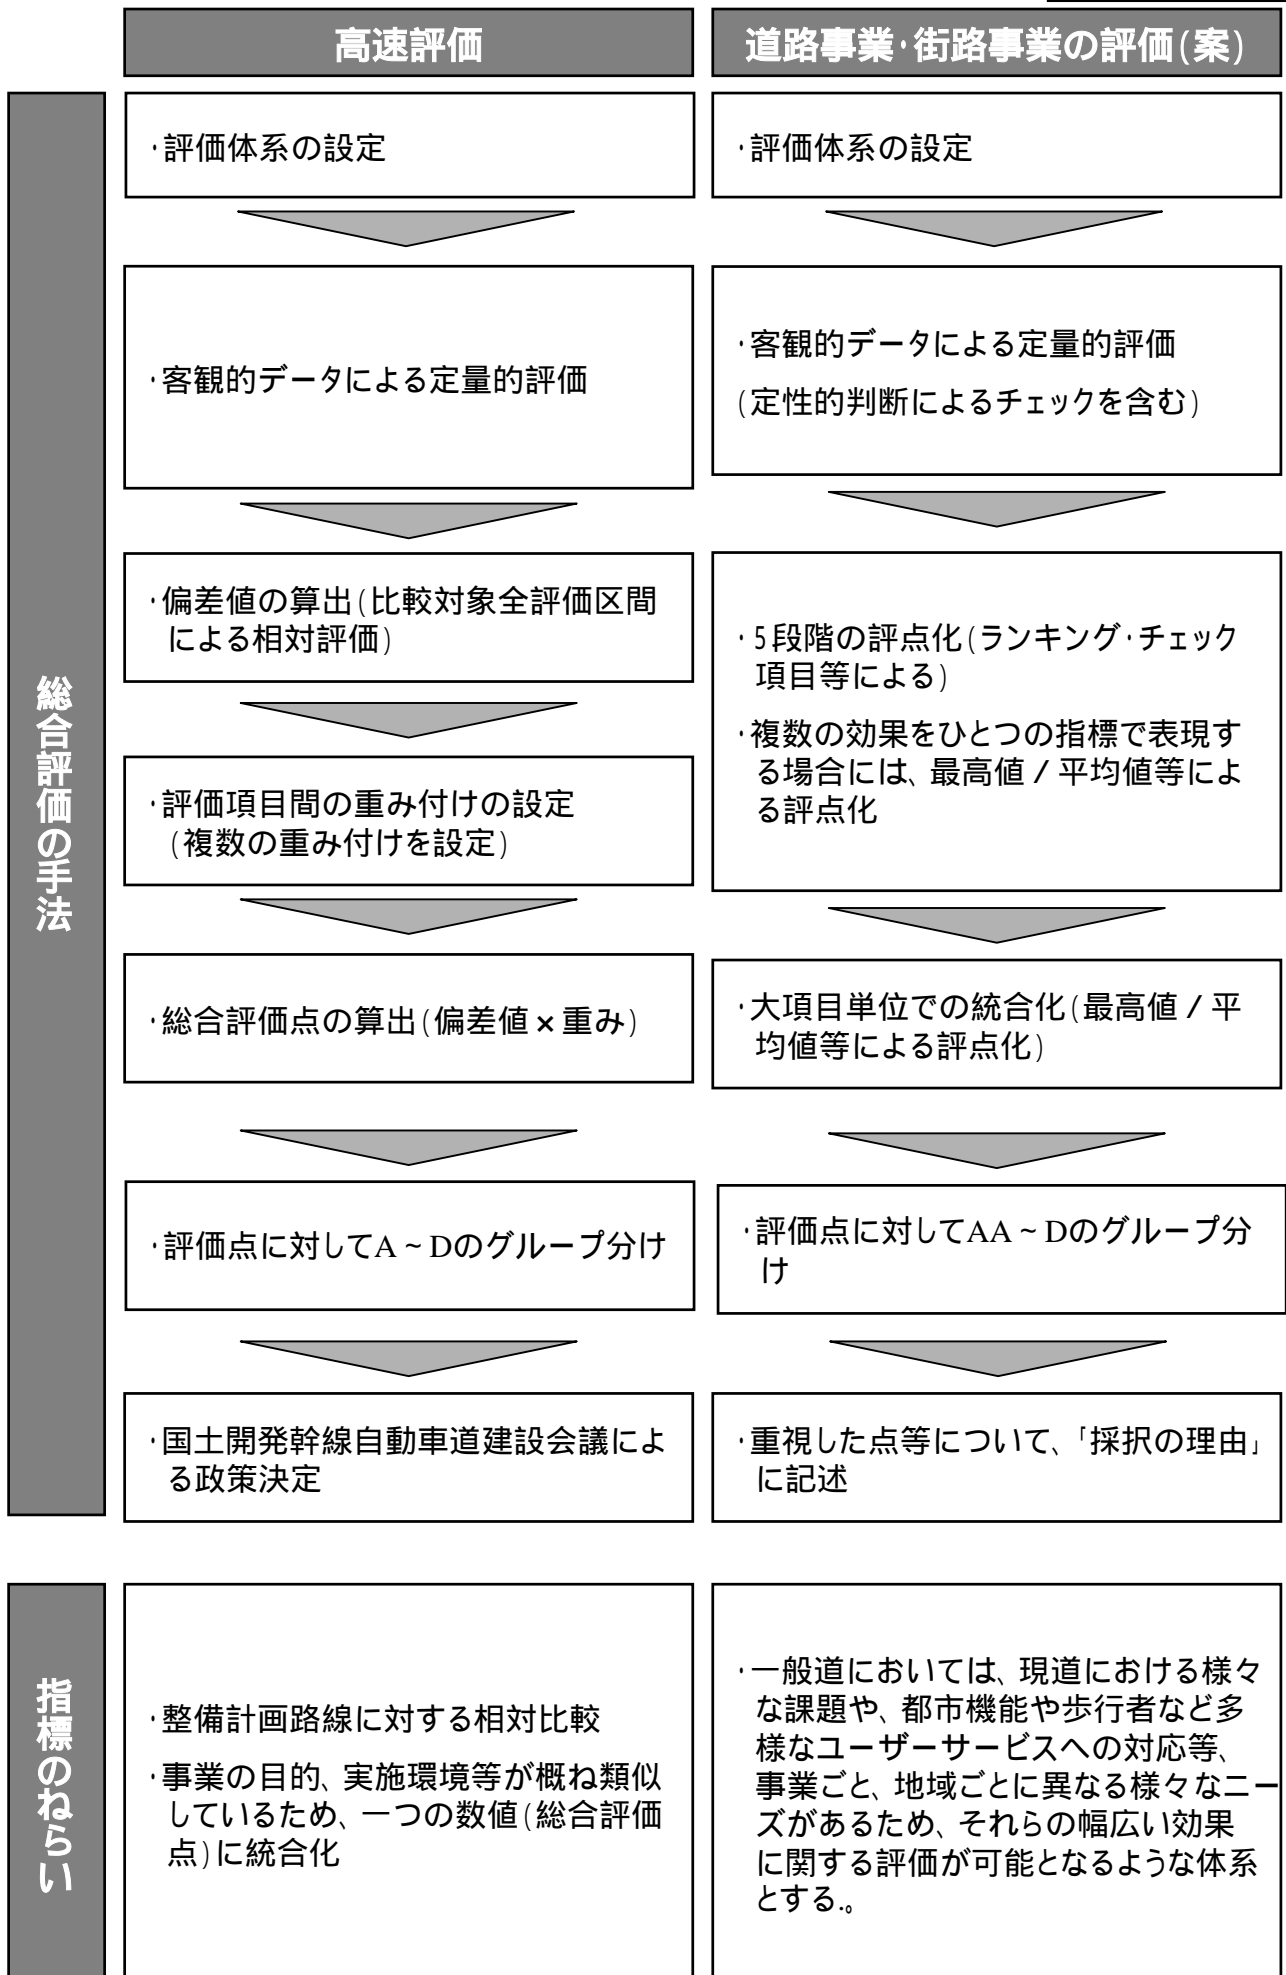 高速評価
道路事業・街路事業の評価(案)
総合評価の手法
・評価体系の設定
・客観的データによる定量的評価
・偏差値の算出(比較対象全評価区間
による相対評価)
・評価項目間の重み付けの設定
(複数の重み付けを設定)
・総合評価点の算出(偏差値×重み)
・評価点に対してA~Dのグループ分け
・国土開発幹線自動車道建設会議によ
る政策決定
・評価体系の設定
・客観的データによる定量的評価
(定性的判断によるチェックを含む)
・5段階の評点化(ランキング・チェック
項目等による)
・複数の効果をひとつの指標で表現す
る場合には、最高値/平均値等によ
る評点化
・大項目単位での統合化(最高値/平
均値等による評点化)
・評価点に対してAA~Dのグループ分
け
・重視した点等について、「採択の理由」
に記述
指標のねらい
・整備計画路線に対する相対比較
・事業の目的、実施環境等が概ね類似
しているため、一つの数値(総合評価
点)に統合化
・一般道においては、現道における様々
な課題や、都市機能や歩行者など多
様なユーザーサービスへの対応等、
事業ごと、地域ごとに異なる様々なニー
ズがあるため、それらの幅広い効果
に関する評価が可能となるような体系
とする.。